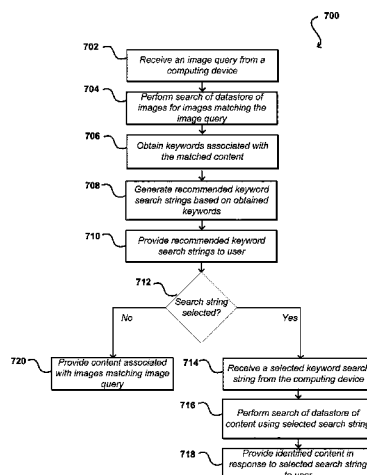 700
702
Receive an image query from a
computing device
704
Perform search of datastore of
images for images matching the
image query
706
Obtain keywords associated with
the matched content
708
Generate recommended keyword
search strings based on obtained
keywords
710
Provide recommended keyword
search strings to user
712
Search string
selected?
No
Yes
720
Provide content associated
with images matching image
query
714
Receive a selected keyword search
string from the computing device
716
Perform search of datastore of
content using selected search string
718
Provide identified content in
response to selected search string
to user